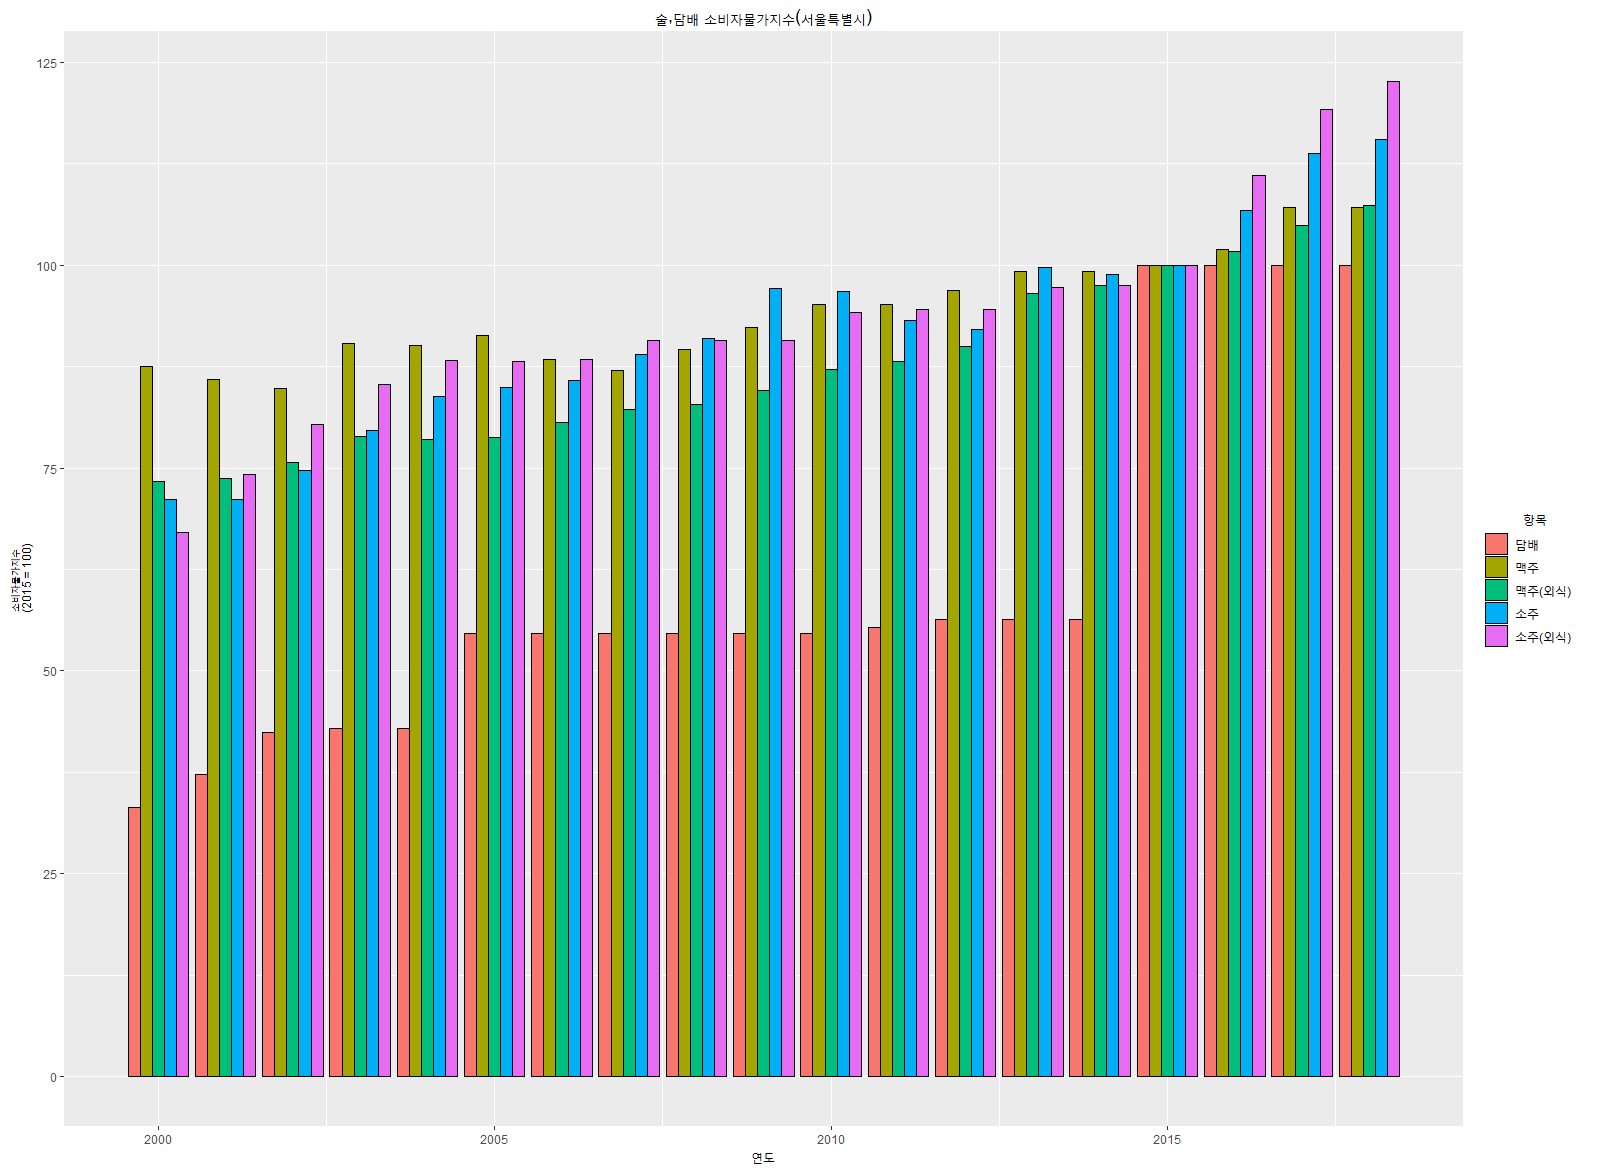 술,담배 소비자물가지수(서울특별시)
125
100
75
50
25
0
소비자물가지수
(2015 = 100)
2000
2005
2010
2015
연도
항목
담배
맥주
맥주(외식)
소주
소주(외식)